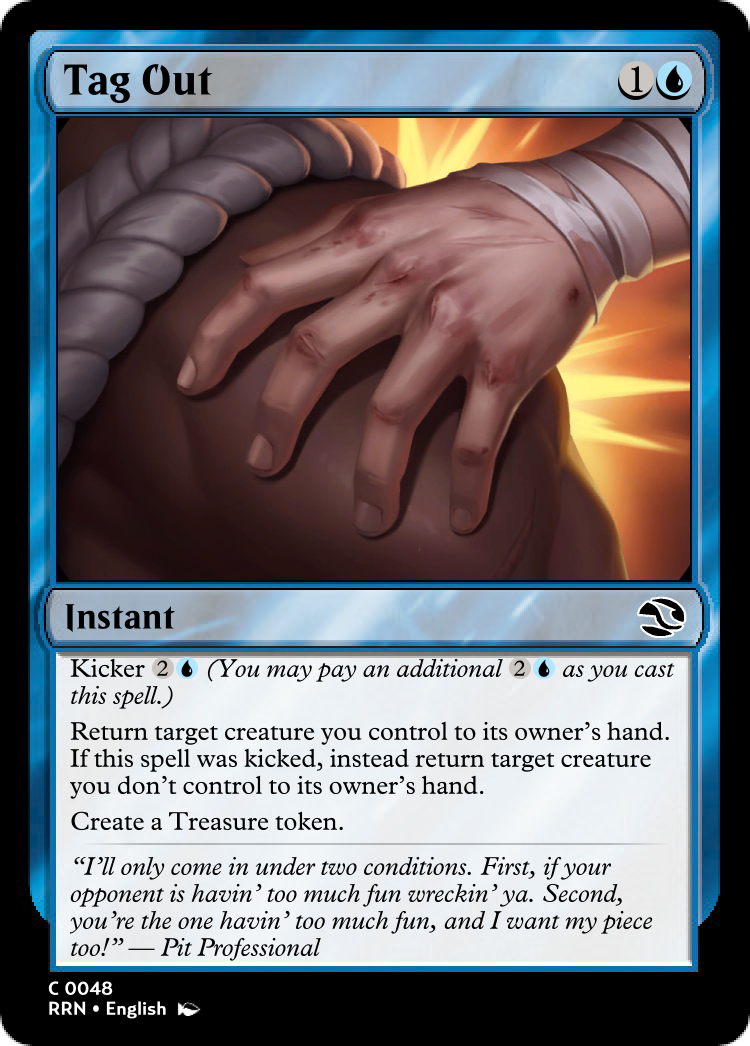 Tag Out 1
Instant
Kicker 2 (You may pay an additional 2 as you cast
this spell.)
Return target creature you control to its owner's hand.
If this spell was kicked, instead return target creature
you don't control to its owner's hand.
Create a Treasure token.
“I'll only come in under two conditions. First, if your
opponent is havin' too much fun wreckin' ya. Second,
you're the one havin' too much fun, and I want my piece
too!” — Pit Professional
C 0048
RRN • English